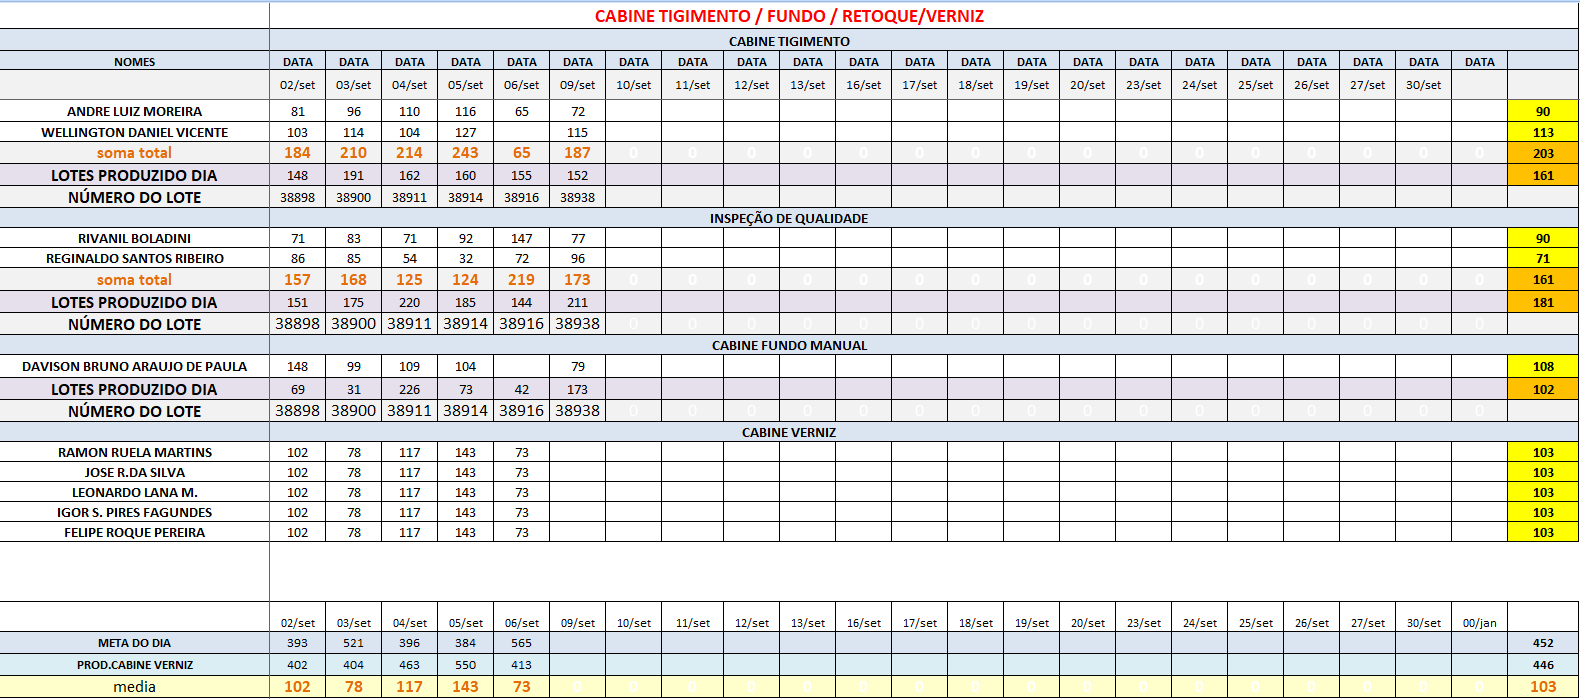 CABINE TIGIMENTO / FUNDO / RETOQUE/VERNIZ
CABINE TIGIMENTO
NOMES DATA DATA DATA DATA DATA DATA DATA DATA DATA DATA DATA DATA DATA DATA DATA DATA DATA DATA DATA DATA DATA DATA
02/set 03/set 04/set 05/set 06/set 09/set 10/set 11/set 12/set 13/set 16/set 17/set 18/set 19/set 20/set 23/set 24/set 25/set 26/set 27/set 30/set
ANDRE LUIZ MOREIRA 81 96 110 116 65 72 90
WELLINGTON DANIEL VICENTE 103 114 104 127 115 113
soma total 184 210 214 243 65 187 0 0 0 0 0 0 0 0 0 0 0 0 0 0 0 0 203
LOTES PRODUZIDO DIA 148 191 162 160 155 152 161
NÚMERO DO LOTE 38898 38900 38911 38914 38916 38938
INSPEÇÃO DE QUALIDADE
RIVANIL BOLADINI 71 83 71 92 147 77 90
REGINALDO SANTOS RIBEIRO 86 85 54 32 72 96 71
soma total 157 168 125 124 219 173 0 0 0 0 0 0 0 0 0 0 0 0 0 0 0 0 161
LOTES PRODUZIDO DIA 151 175 220 185 144 211 181
NÚMERO DO LOTE 38898 38900 38911 38914 38916 38938 0 0 0 0 0 0 0 0 0 0 0 0 0 0 0 0
CABINE FUNDO MANUAL
DAVISON BRUNO ARAUJO DE PAULA 148 99 109 104 79 108
LOTES PRODUZIDO DIA 69 31 226 73 42 173 102
NÚMERO DO LOTE 38898 38900 38911 38914 38916 38938 0 0 0 0 0 0 0 0 0 0 0 0 0 0 0 0
CABINE VERNIZ
RAMON RUELA MARTINS 102 78 117 143 73 103
JOSE R.DA SILVA 102 78 117 143 73 103
LEONARDO LANA M. 102 78 117 143 73 103
IGOR S. PIRES FAGUNDES 102 78 117 143 73 103
FELIPE ROQUE PEREIRA 102 78 117 143 73 103
02/set 03/set 04/set 05/set 06/set 09/set 10/set 11/set 12/set 13/set 16/set 17/set 18/set 19/set 20/set 23/set 24/set 25/set 26/set 27/set 30/set 00/jan
META DO DIA 393 521 396 384 565 452
PROD.CABINE VERNIZ 402 404 463 550 413 446
media 102 78 117 143 73 0 0 0 0 0 0 0 0 0 0 0 0 0 0 0 0 0 103